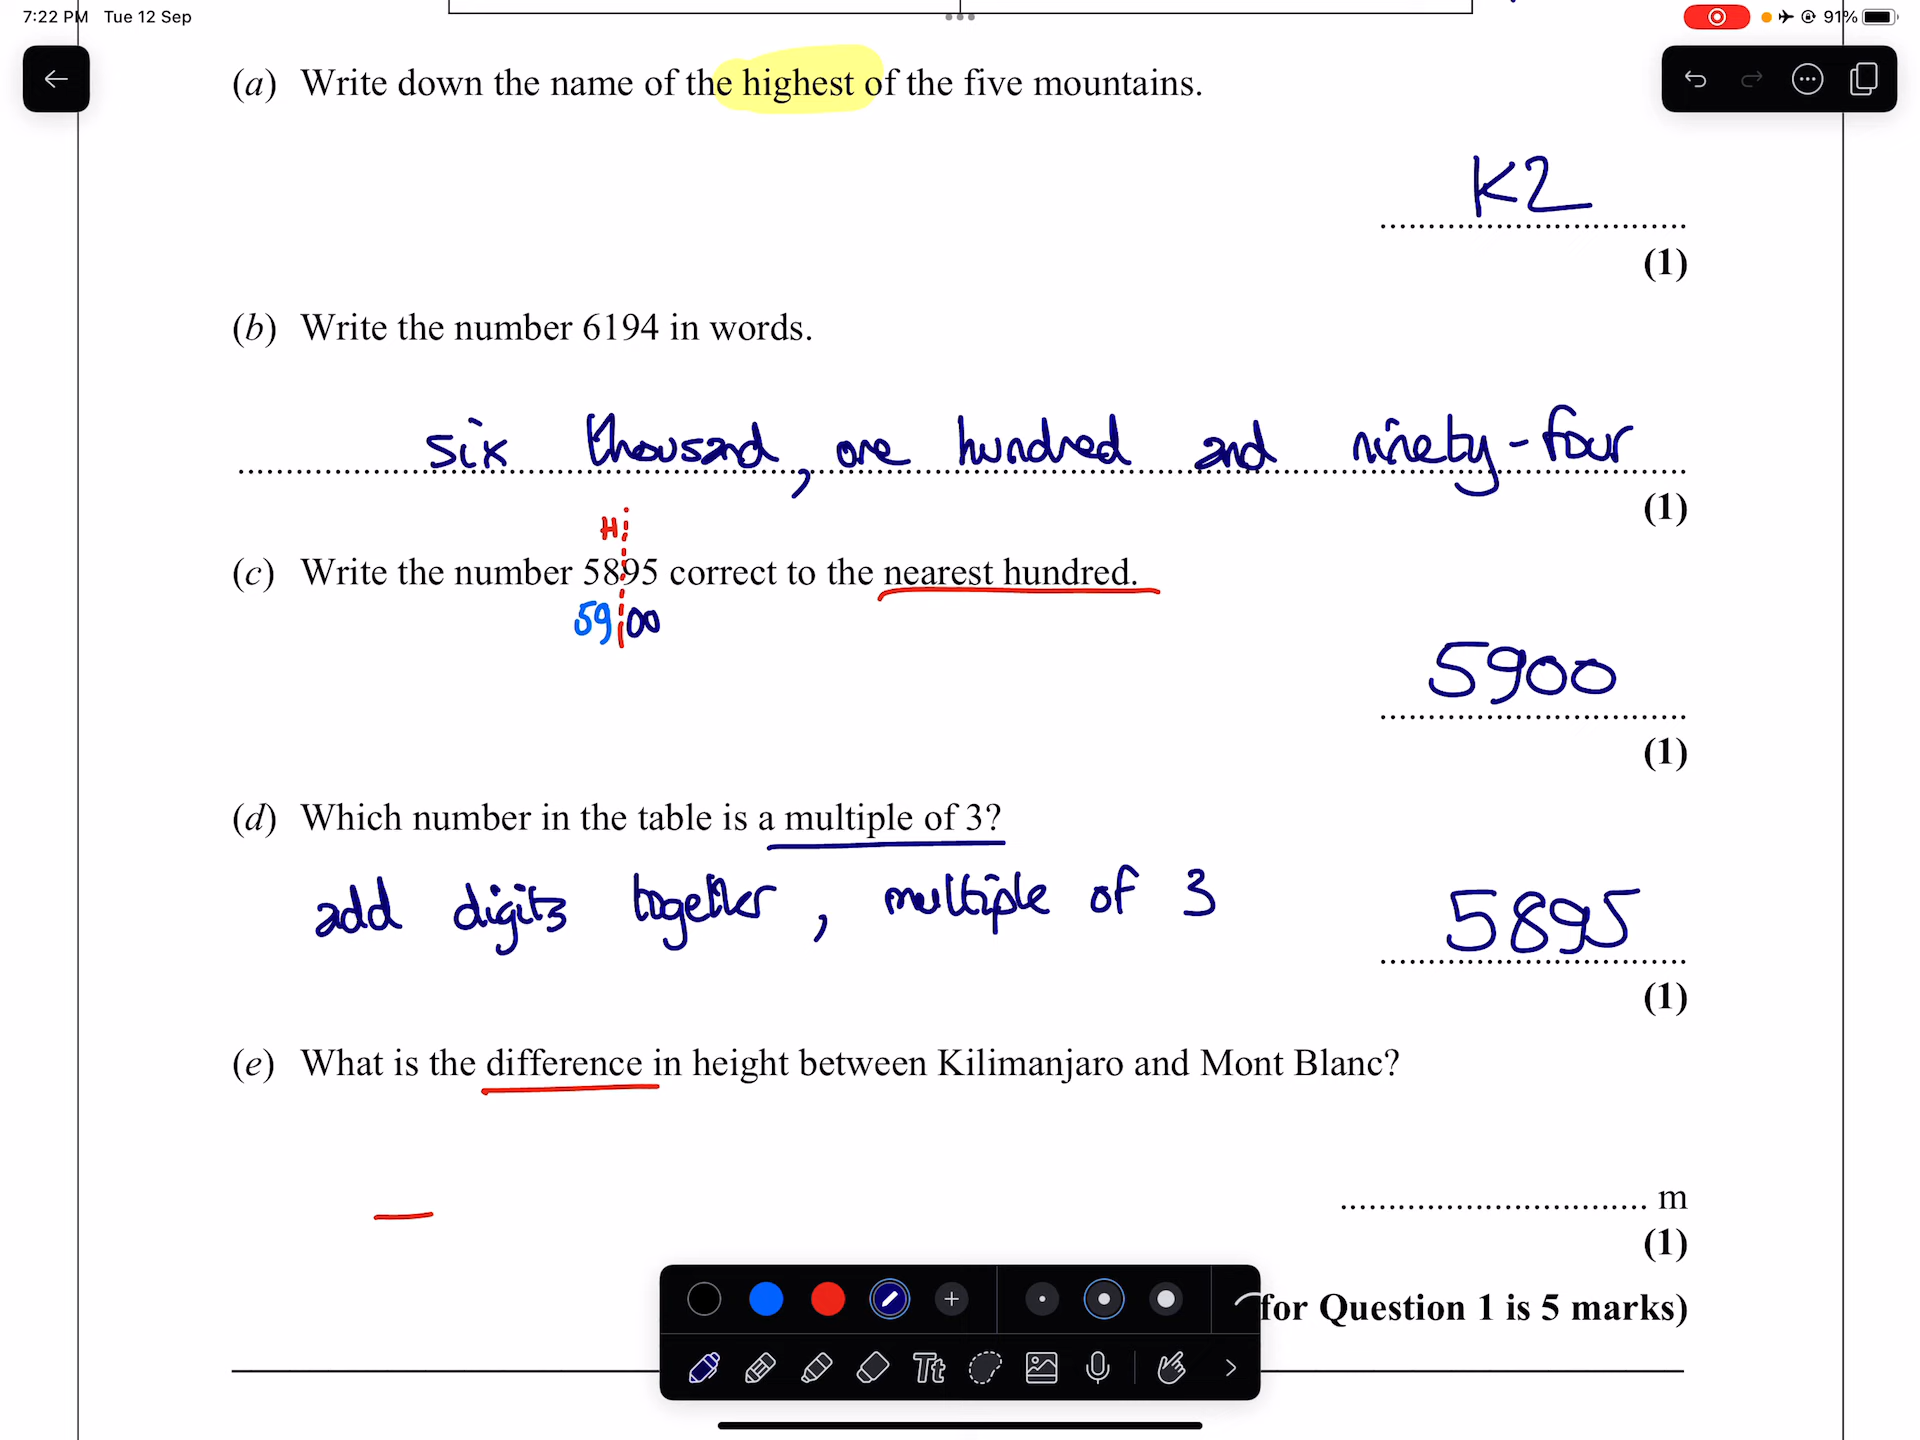 7:22 PM Tue 12 Sep
91%
(a) Write down the name of the highest of the five mountains.
K2
(1)
(b) Write the number 6194 in words.
six thousand, one hundred and ninety-four
(1)
H
(c) Write the number 5895 correct to the nearest hundred.
5900
5900
(1)
(d) Which number in the table is a multiple of 3?
add digits together, multiple of 3
5895
(1)
(e) What is the difference in height between Kilimanjaro and Mont Blanc?
m
(1)
for Question 1 is 5 marks)
Tt